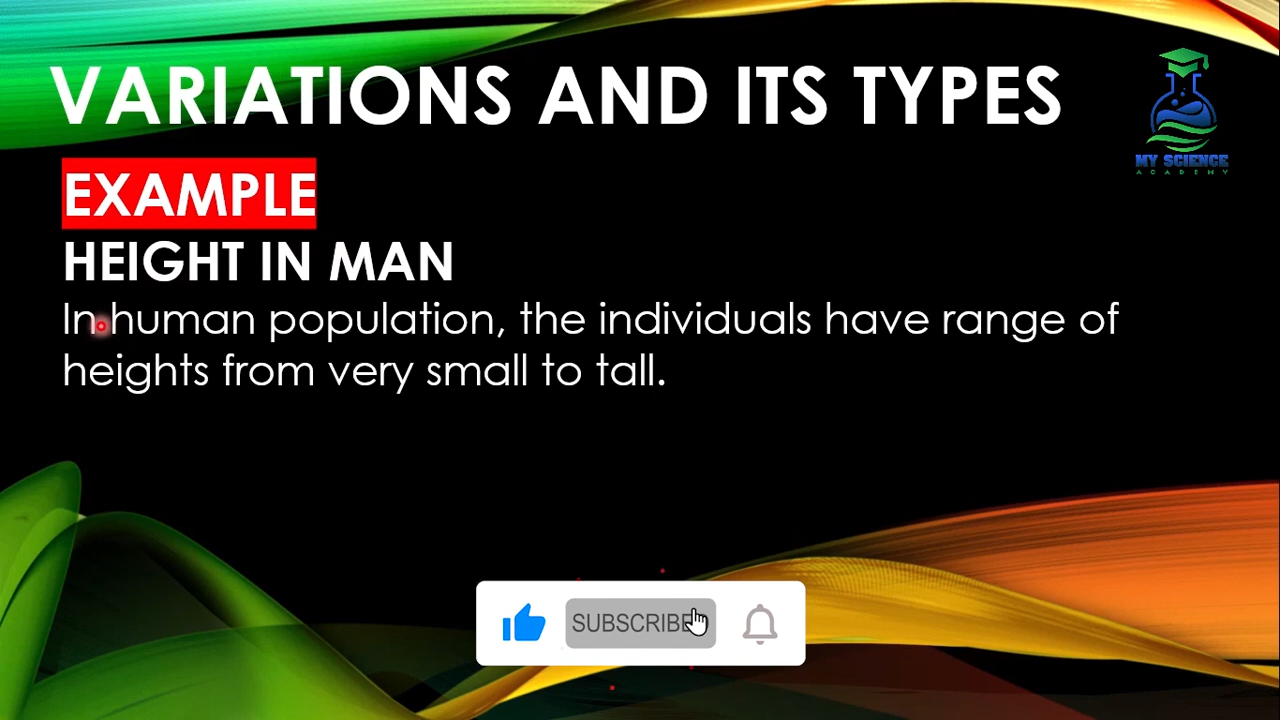 VARIATIONS AND ITS TYPES
MY SCIENCE
ACADEMY
EXAMPLE
HEIGHT IN MAN
In human population, the individuals have range of
heights from very small to tall.
SUBSCRIBE